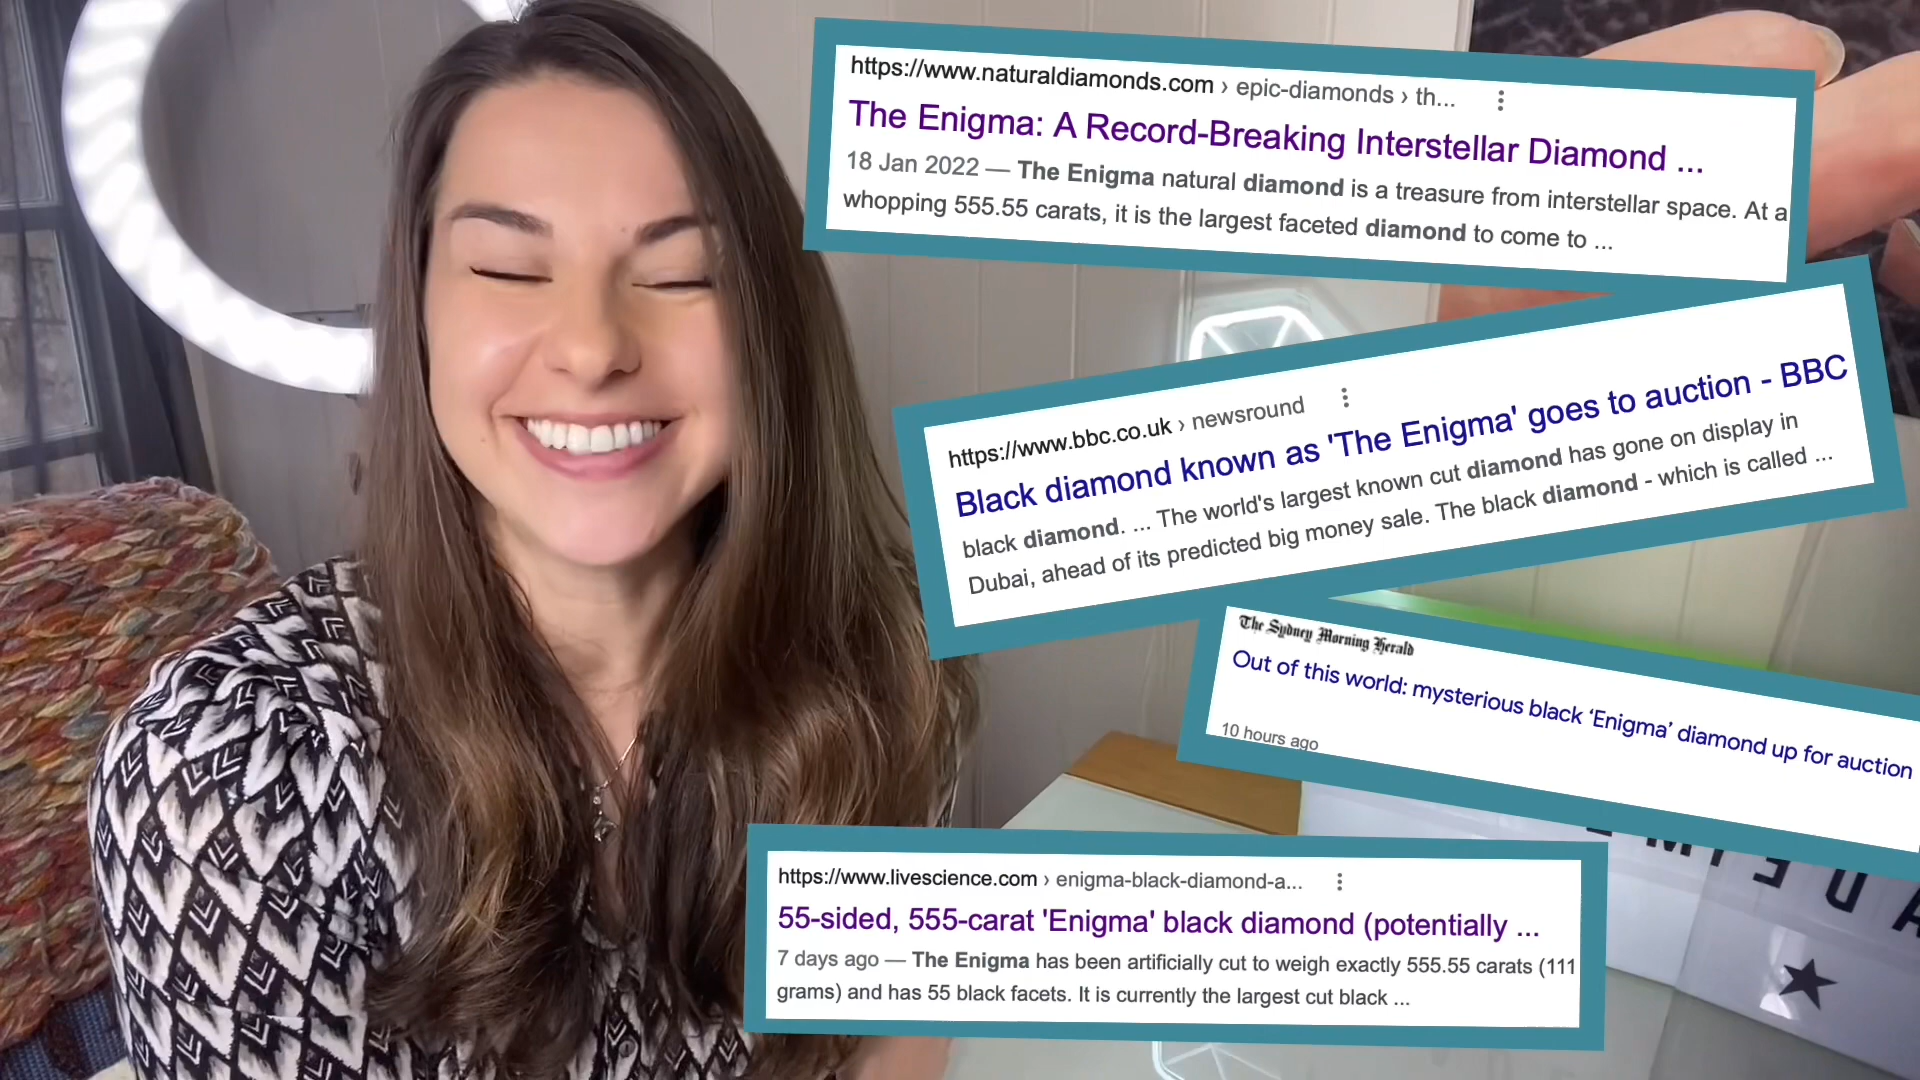 https://www.naturaldiamonds.com › epic-diamonds › th...
The Enigma: A Record-Breaking Interstellar Diamond ...
18 Jan 2022 — The Enigma natural diamond is a treasure from interstellar space. At a
whopping 555.55 carats, it is the largest faceted diamond to come to ...
https://www.bbc.co.uk › newsround
Black diamond known as 'The Enigma' goes to auction - BBC
black diamond. ... The world's largest known cut diamond has gone on display in
Dubai, ahead of its predicted big money sale. The black diamond - which is called ...
The Sydney Morning Herald
Out of this world: mysterious black ‘Enigma’ diamond up for auction
10 hours ago
https://www.livescience.com › enigma-black-diamond-a...
55-sided, 555-carat 'Enigma' black diamond (potentially ...
7 days ago — The Enigma has been artificially cut to weigh exactly 555.55 carats (111
grams) and has 55 black facets. It is currently the largest cut black ...